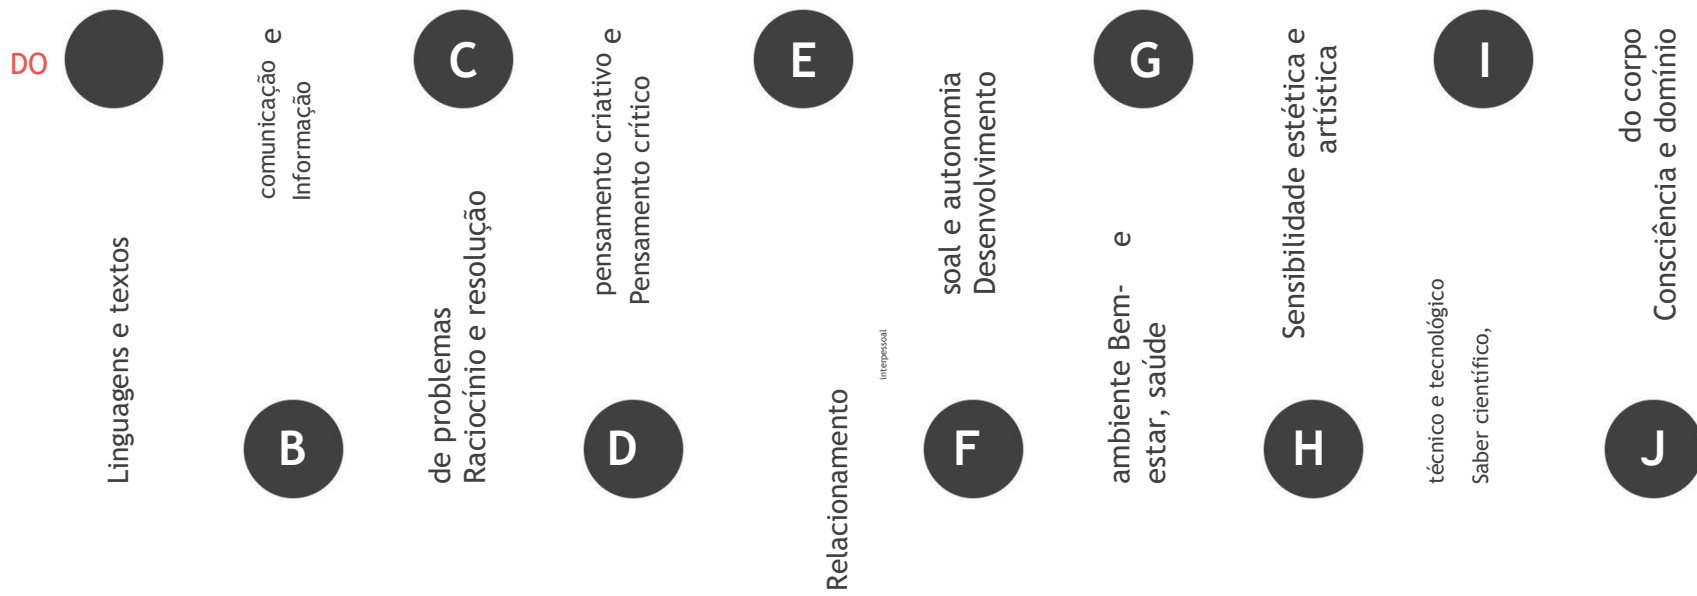 DO
Linguagens e textos
B
comunicação e
Informação
C
de problemas
Raciocínio e resolução
D
pensamento criativo e
Pensamento crítico
E
Relacionamento
interpessoal
F
soal e autonomia
Desenvolvimento
G
ambiente Bem- e
estar, saúde
H
Sensibilidade estética e
artística
I
técnico e tecnológico
Saber científico,
J
do corpo
Consciência e domínio